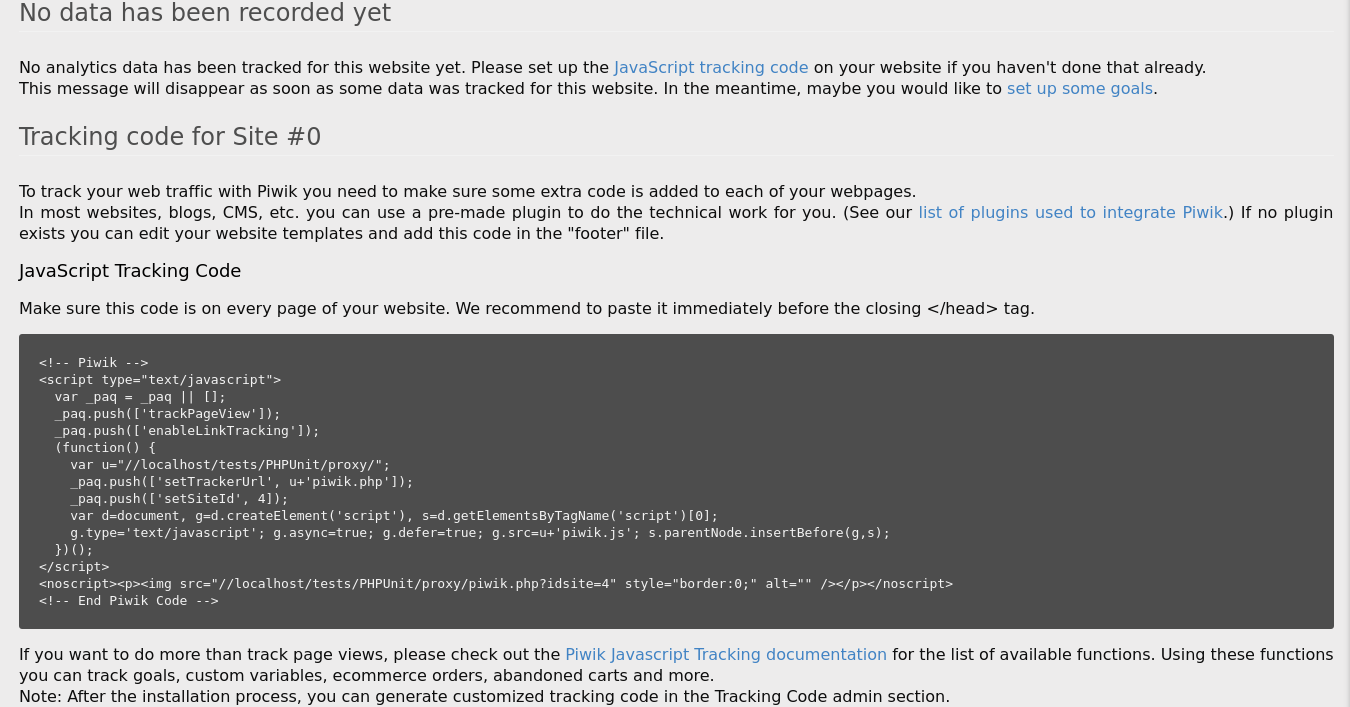 No data has been recorded yet
No analytics data has been tracked for this website yet. Please set up the JavaScript tracking code on your website if you haven't done that already.
This message will disappear as soon as some data was tracked for this website. In the meantime, maybe you would like to set up some goals.
Tracking code for Site #0
To track your web traffic with Piwik you need to make sure some extra code is added to each of your webpages.
In most websites, blogs, CMS, etc. you can use a pre-made plugin to do the technical work for you. (See our list of plugins used to integrate Piwik.) If no plugin
exists you can edit your website templates and add this code in the "footer" file.
JavaScript Tracking Code
Make sure this code is on every page of your website. We recommend to paste it immediately before the closing </head> tag.
<!-- Piwik -->
<script type="text/javascript">
  var _paq = _paq || [];
  _paq.push(['trackPageView']);
  _paq.push(['enableLinkTracking']);
  (function() {
    var u="//localhost/tests/PHPUnit/proxy/";
    _paq.push(['setTrackerUrl', u+'piwik.php']);
    _paq.push(['setSiteId', 4]);
    var d=document, g=d.createElement('script'), s=d.getElementsByTagName('script')[0];
    g.type='text/javascript'; g.async=true; g.defer=true; g.src=u+'piwik.js'; s.parentNode.insertBefore(g,s);
  })();
</script>
<noscript><p><img src="//localhost/tests/PHPUnit/proxy/piwik.php?idsite=4" style="border:0;" alt="" /></p></noscript>
<!-- End Piwik Code -->
If you want to do more than track page views, please check out the Piwik Javascript Tracking documentation for the list of available functions. Using these functions
you can track goals, custom variables, ecommerce orders, abandoned carts and more.
Note: After the installation process, you can generate customized tracking code in the Tracking Code admin section.